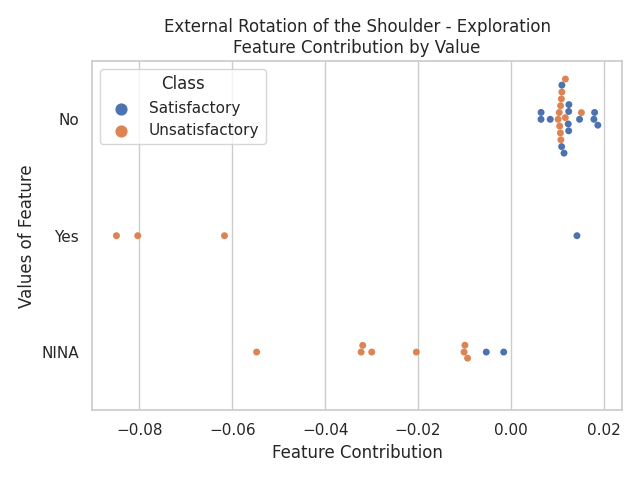 External Rotation of the Shoulder - Exploration
Feature Contribution by Value
Class
Satisfactory
Unsatisfactory
Values of Feature
No
Yes
NINA
−0.08 −0.06 −0.04 −0.02 0.00 0.02
Feature Contribution